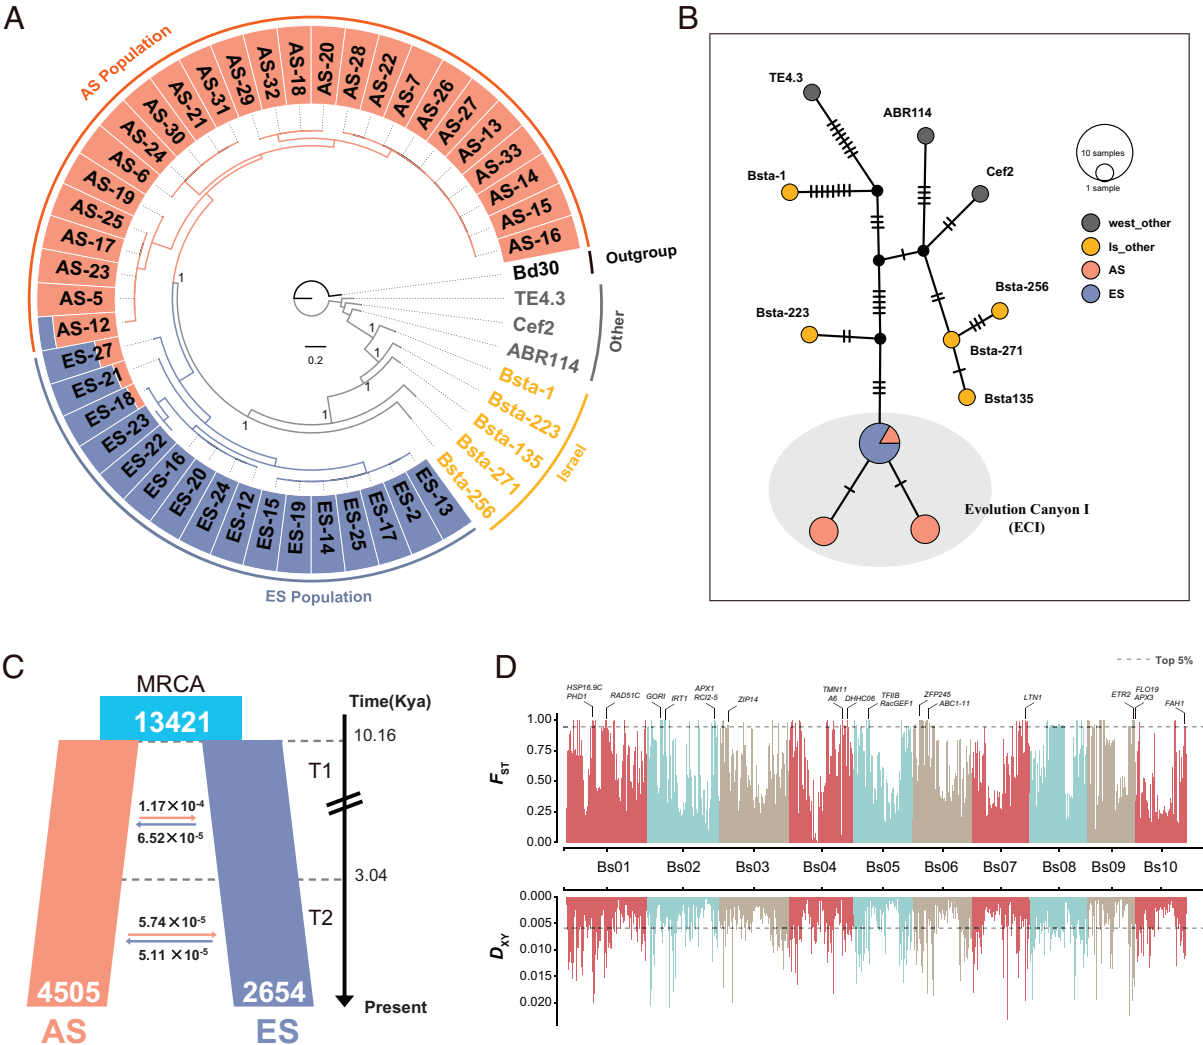 A
AS Population
AS-12
AS-5
AS-23
AS-17
AS-25
AS-19
AS-6
AS-24
AS-30
AS-21
AS-31
AS-29
AS-32
AS-18
AS-20
AS-28
AS-22
AS-7
AS-26
AS-27
AS-13
AS-33
AS-14
AS-15
AS-16
Bd30
Outgroup
TE4.3
Cef2
ABR114
Other
Bsta-1
Bsta-223
Bsta-135
Bsta-271
Bsta-256
Israel
ES-13
ES-2
ES-17
ES-25
ES-14
ES-19
ES-15
ES-12
ES-24
ES-20
ES-16
ES-22
ES-23
ES-18
ES-21
ES-27
ES Population
1
1
1
1
1
1
0.2
B
TE4.3
ABR114
Bsta-1
Cef2
10 samples
1 sample
west_other
Is_other
AS
ES
Bsta-256
Bsta-223
Bsta-271
Bsta135
Evolution Canyon I
(ECI)
C
MRCA
13421
Time(Kya)
10.16
T1
1.17×10-4
6.52×10-5
3.04
T2
5.74×10-5
5.11 ×10-5
4505
2654
Present
AS
ES
D
Top 5%
HSP16.9C
PHD1
RAD51C
GORI
IRT1
APX1
RCI2-5
ZIP14
TMN11
A6
DHHC06
TFIIB
RacGEF1
ZFP245
ABC1-11
LTN1
ETR2
FLO19
APX3
FAH1
FST
1.00
0.75
0.50
0.25
0.00
Bs01
Bs02
Bs03
Bs04
Bs05
Bs06
Bs07
Bs08
Bs09
Bs10
DXY
0.000
0.005
0.010
0.015
0.020